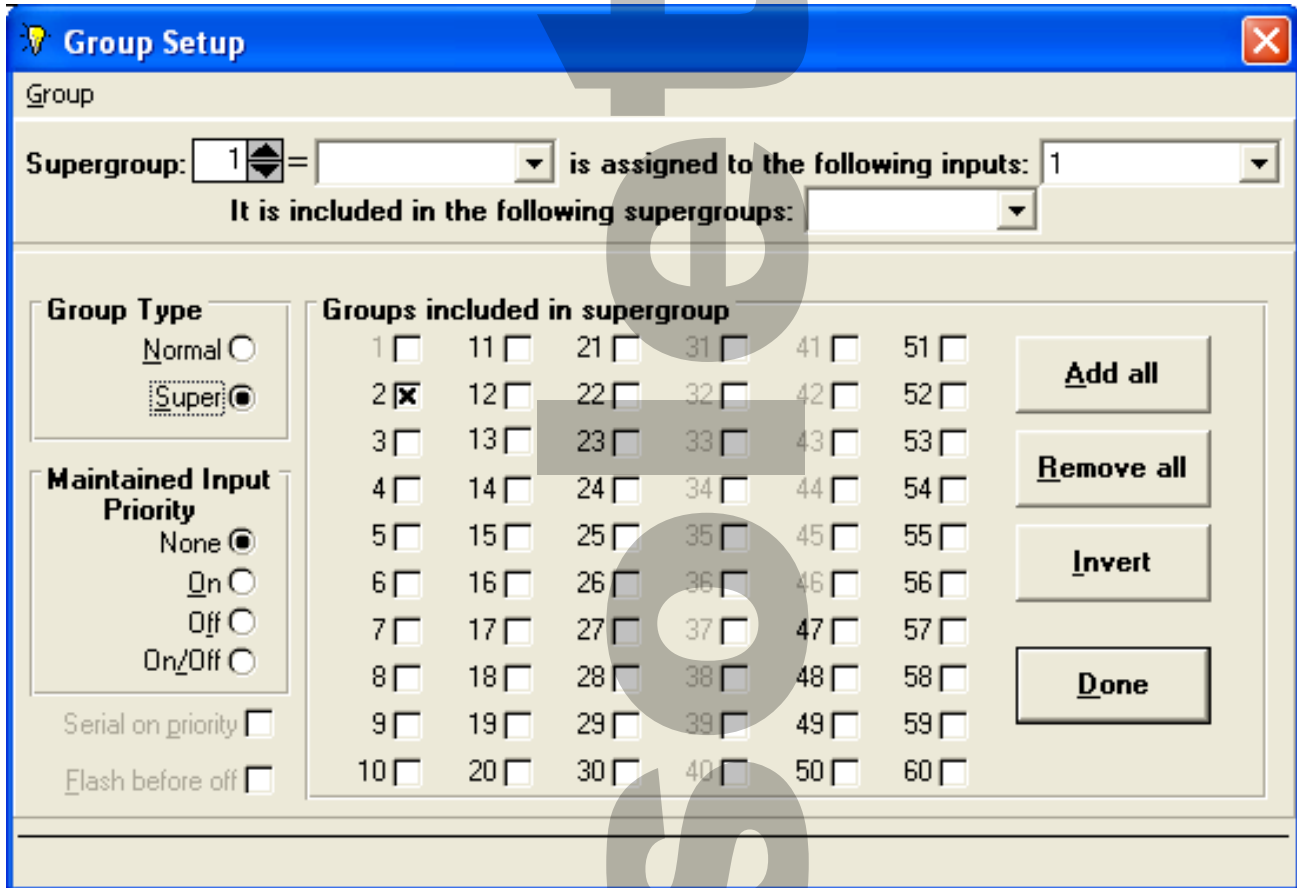 Group Setup
Group
Supergroup: 1 = is assigned to the following inputs: 1
It is included in the following supergroups:
Group Type
Normal
Super
Maintained Input
Priority
None
On
Off
On/Off
Serial on priority
Flash before off
Groups included in supergroup
1 11 21 31 41 51
2 12 22 32 42 52
3 13 23 33 43 53
4 14 24 34 44 54
5 15 25 35 45 55
6 16 26 36 46 56
7 17 27 37 47 57
8 18 28 38 48 58
9 19 29 39 49 59
10 20 30 40 50 60
Add all
Remove all
Invert
Done